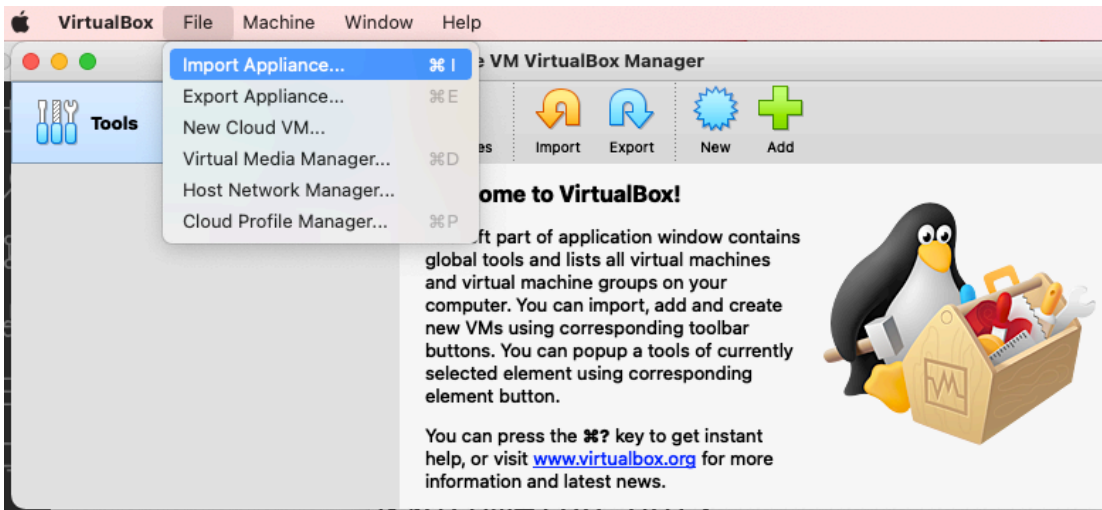 VirtualBox File Machine Window Help
VM VirtualBox Manager
Import Appliance... ⌘ I
Export Appliance... ⌘ E
New Cloud VM...
Virtual Media Manager... ⌘ D
Host Network Manager...
Cloud Profile Manager... ⌘ P
Tools
Import Export New Add
to VirtualBox!
part of application window contains
global tools and lists all virtual machines
and virtual machine groups on your
computer. You can import, add and create
new VMs using corresponding toolbar
buttons. You can popup a tools of currently
selected element using corresponding
element button.
You can press the ⌘? key to get instant
help, or visit www.virtualbox.org for more
information and latest news.